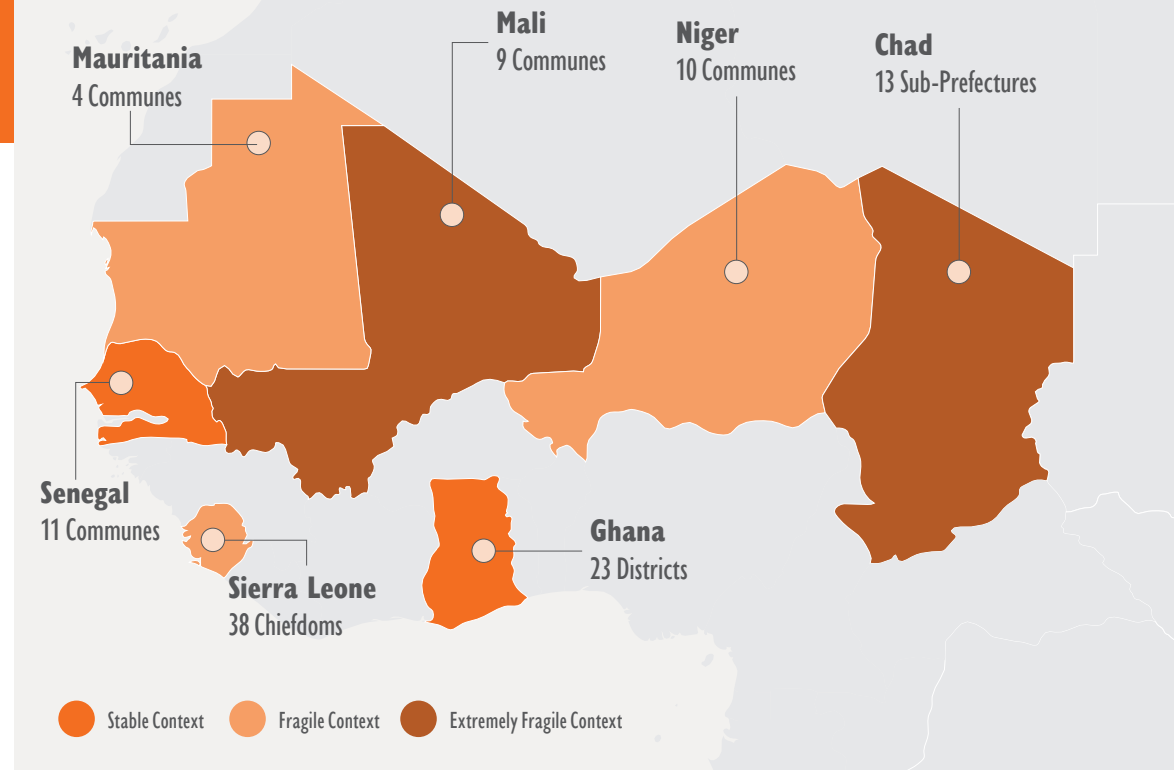 Mauritania
4 Communes
Mali
9 Communes
Niger
10 Communes
Chad
13 Sub-Prefectures
Senegal
11 Communes
Sierra Leone
38 Chiefdoms
Ghana
23 Districts
Stable Context
Fragile Context
Extremely Fragile Context